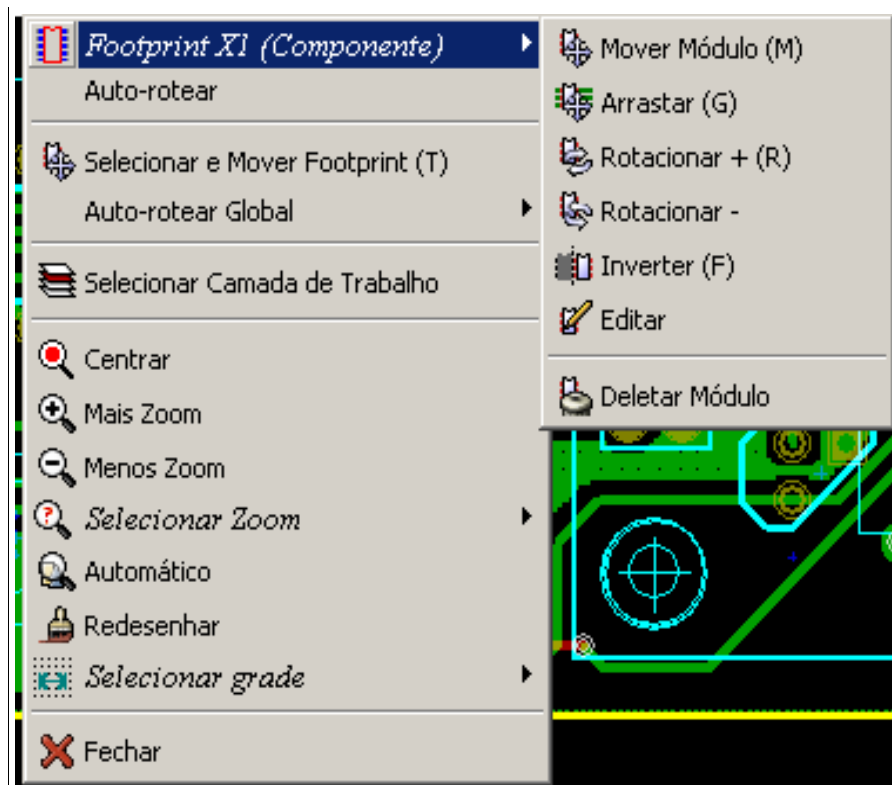 Footprint X1 (Componente)
Auto-rotear
Selecionar e Mover Footprint (T)
Auto-rotear Global
Selecionar Camada de Trabalho
Centrar
Mais Zoom
Menos Zoom
Selecionar Zoom
Automático
Redesenhar
Selecionar grade
Fechar
Mover Módulo (M)
Arrastar (G)
Rotacionar + (R)
Rotacionar -
Inverter (F)
Editar
Deletar Módulo